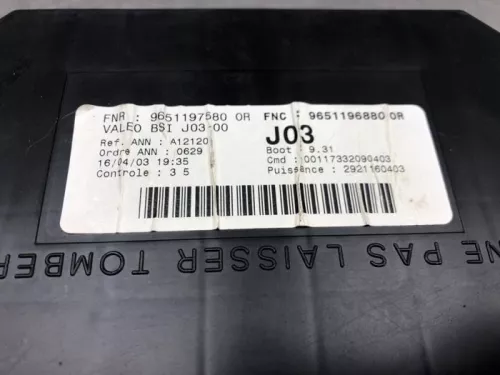 FNR : 9651197580 0R FNC : 9651196880 0R
VALEO BSI J03-00 J03
Ref. ANN : A12120 Boot : 9.31
Ordre ANN : 0629 Cmd : 00117332090403
16/04/03 19:35 Puissance : 2921160403
Controle : 3 5
NE PAS LAISSER TOMBER